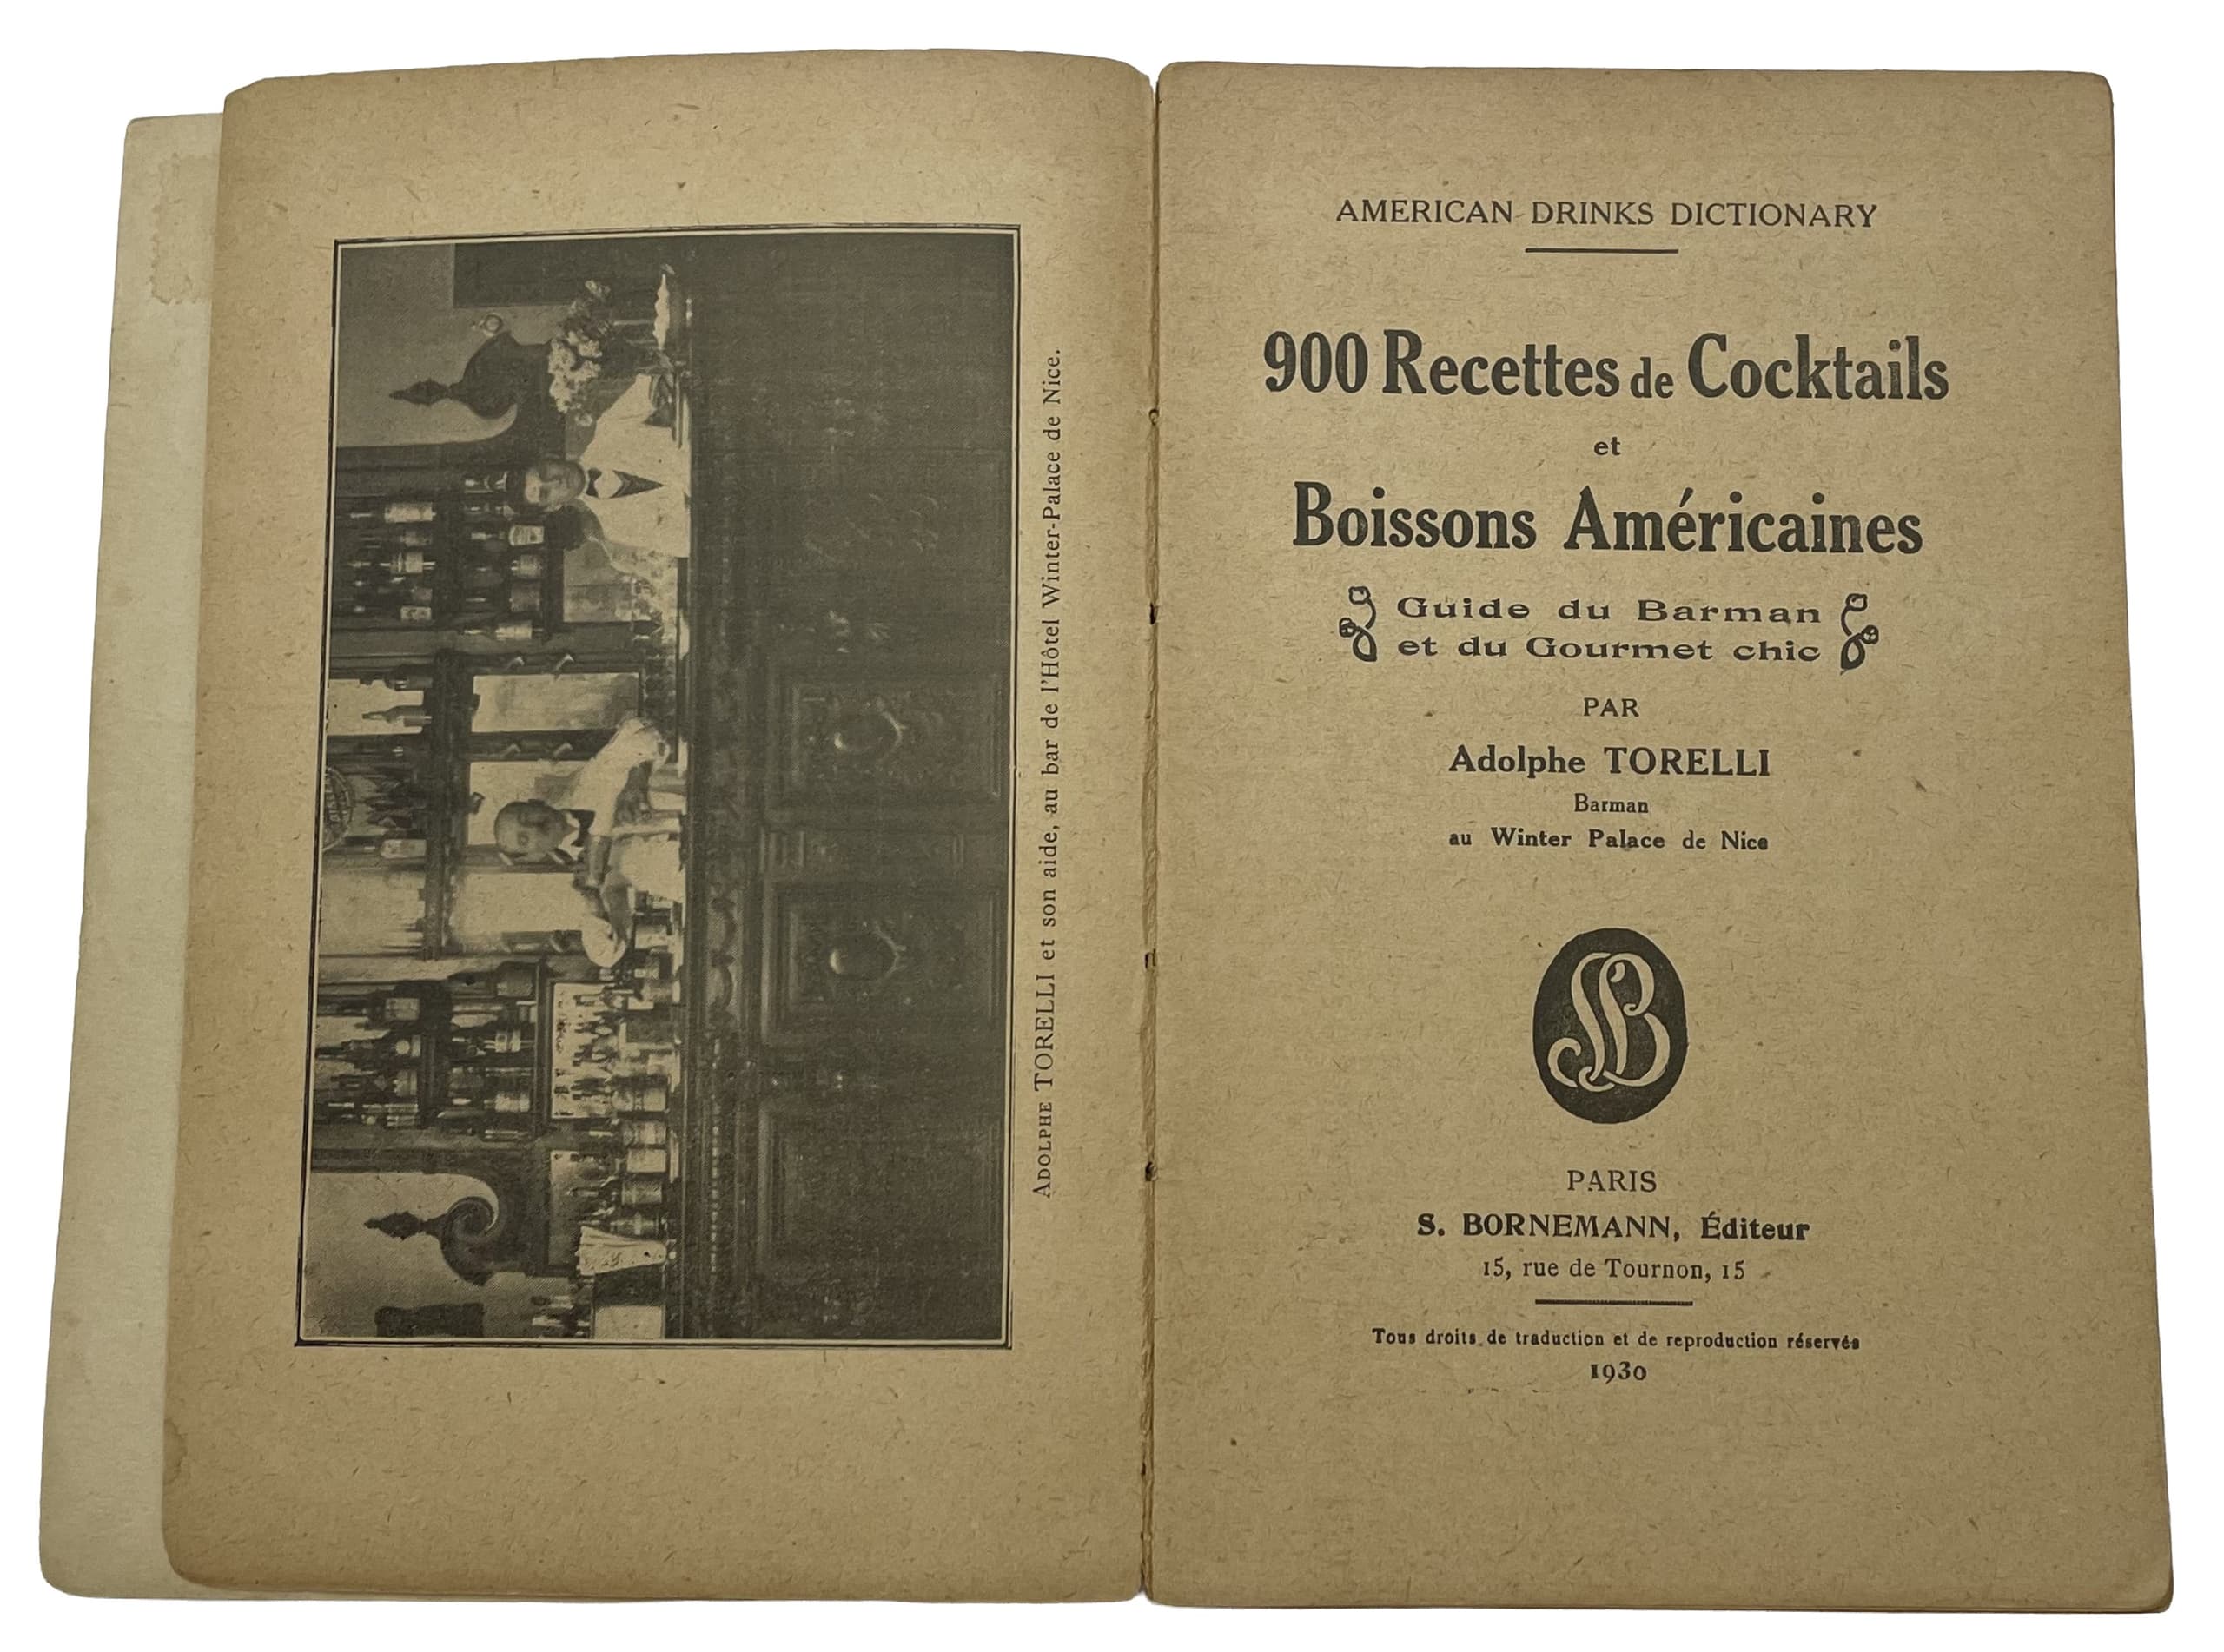 ADOLPHE TORELLI et son aide, au bar de l'Hôtel Winter-Palace de Nice.
AMERICAN DRINKS DICTIONARY
900 Recettes de Cocktails
et
Boissons Américaines
Guide du Barman
et du Gourmet chic
PAR
Adolphe TORELLI
Barman
au Winter Palace de Nice
SB
PARIS
S. BORNEMANN, Éditeur
15, rue de Tournon, 15
Tous droits de traduction et de reproduction réservés
1930